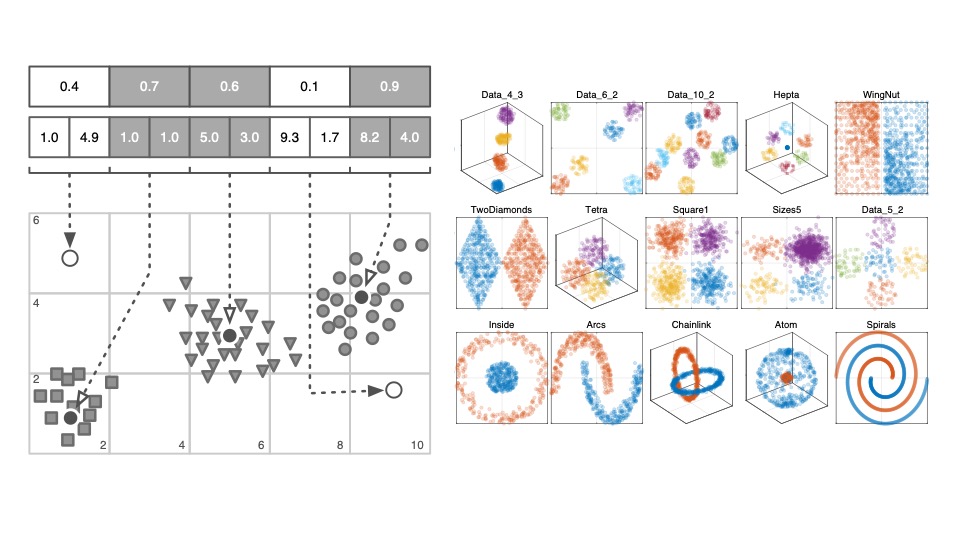 0.4 0.7 0.6 0.1 0.9
1.0 4.9 1.0 1.0 5.0 3.0 9.3 1.7 8.2 4.0
6
4
2
2 4 6 8 10
Data_4_3 Data_6_2 Data_10_2 Hepta WingNut
TwoDiamonds Tetra Square1 Sizes5 Data_5_2
Inside Arcs Chainlink Atom Spirals